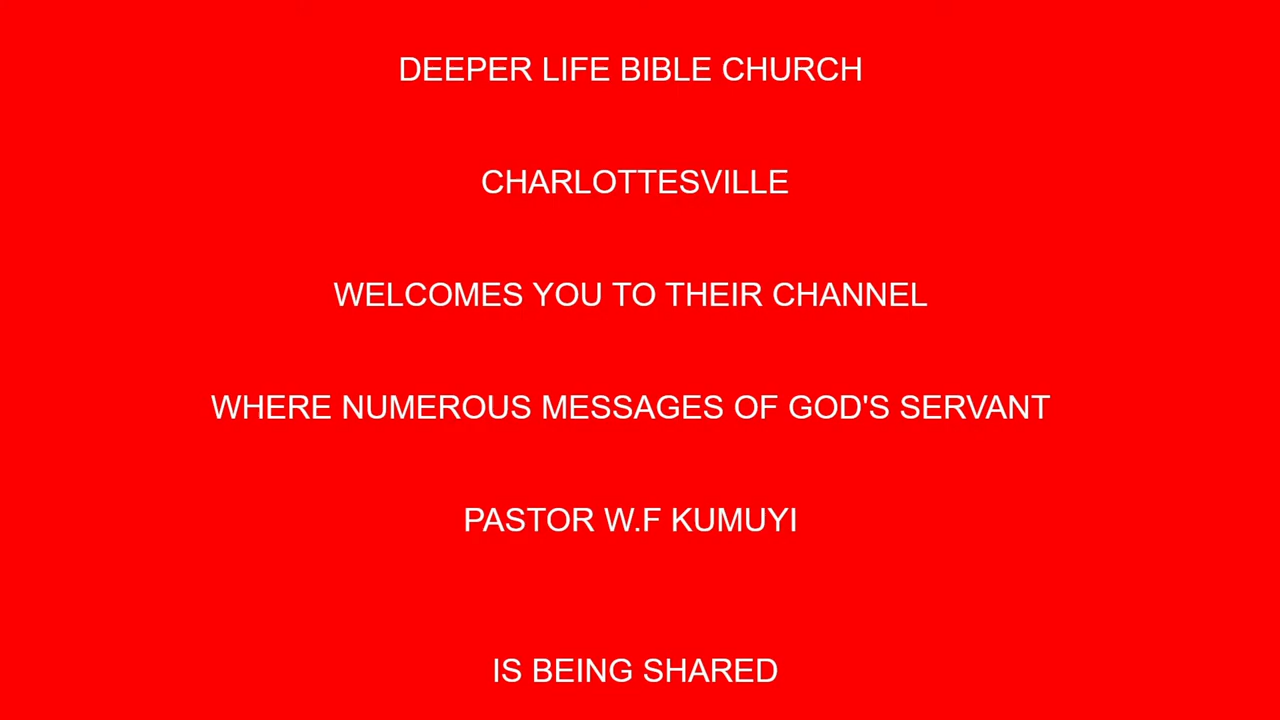 DEEPER LIFE BIBLE CHURCH
CHARLOTTESVILLE
WELCOMES YOU TO THEIR CHANNEL
WHERE NUMEROUS MESSAGES OF GOD'S SERVANT
PASTOR W.F KUMUYI
IS BEING SHARED